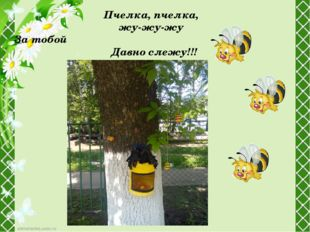 Пчелка, пчелка,
жу-жу-жу
За тобой
Давно слежу!!!